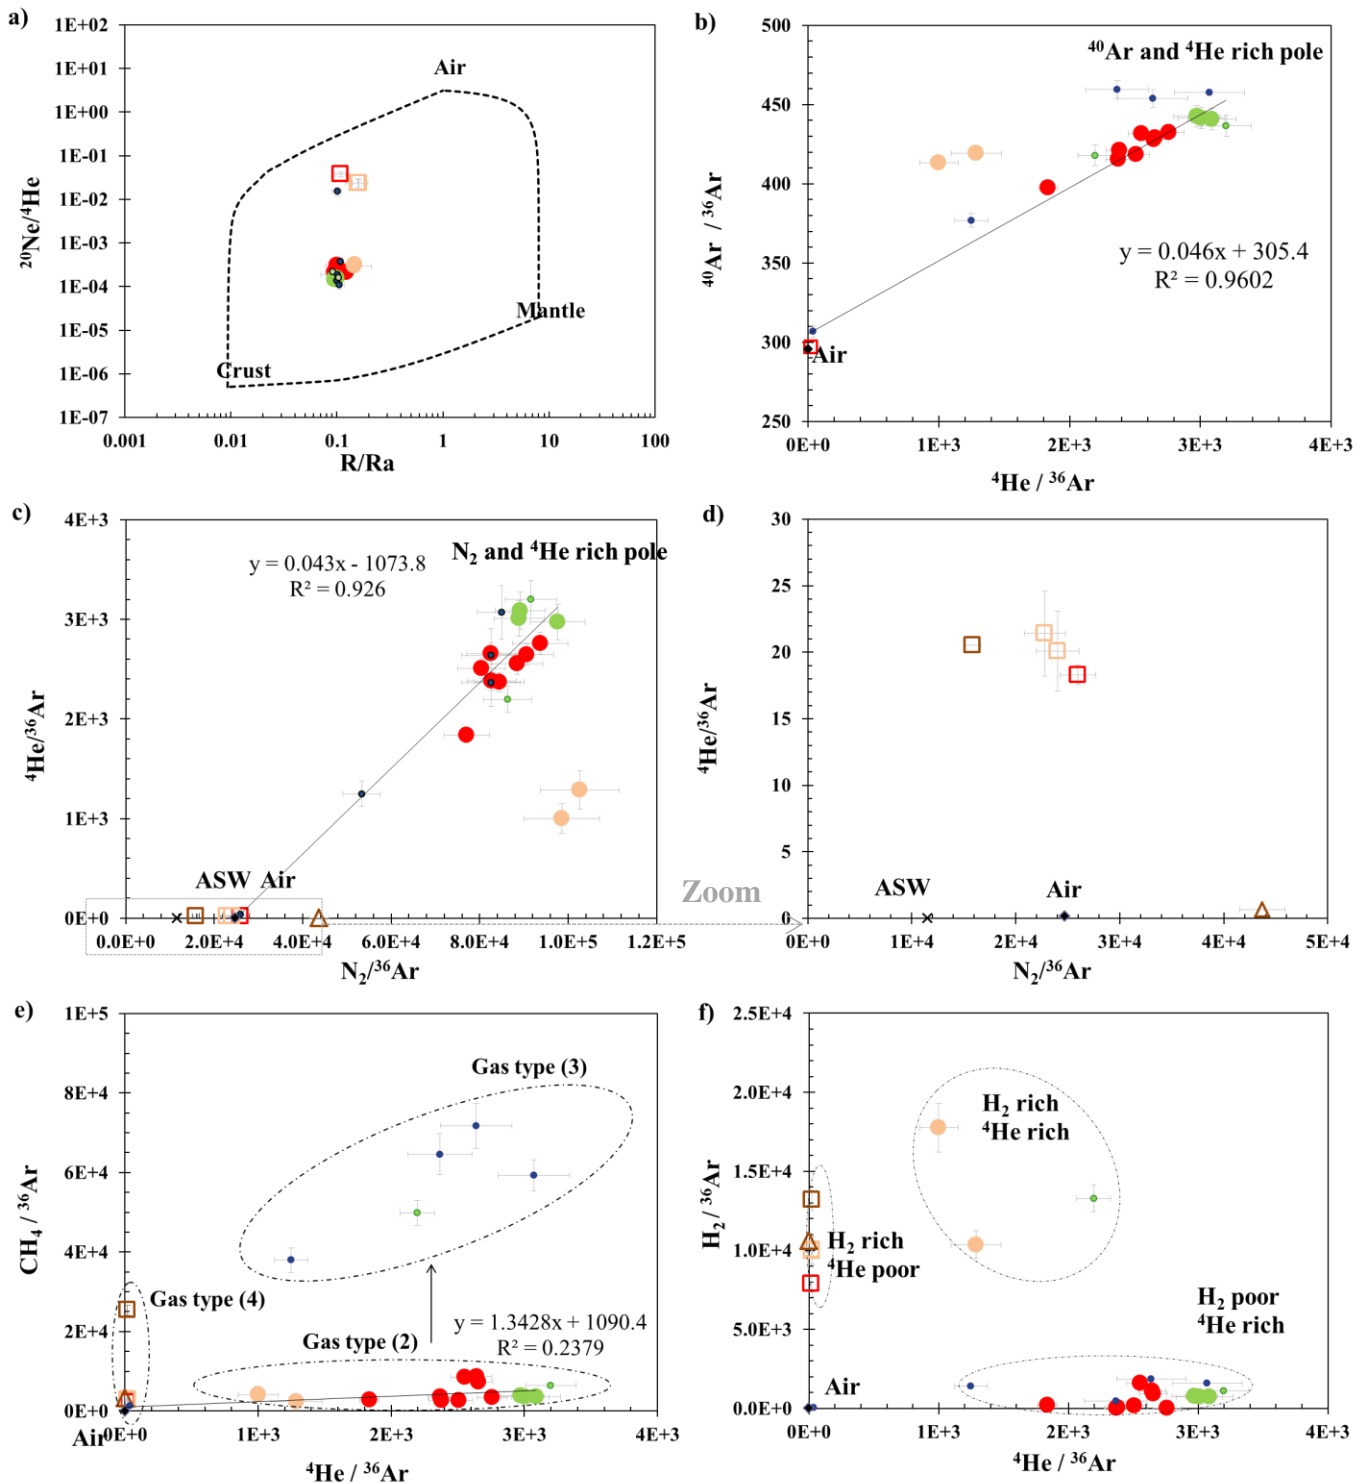 a)
1E+02
1E+01
1E+00
1E-01
1E-02
1E-03
1E-04
1E-05
1E-06
1E-07
²⁰Ne/⁴He
Air
Mantle
Crust
0.001 0.01 0.1 1 10 100
R/Ra
b)
500
450
400
350
300
250
⁴⁰Ar / ³⁶Ar
⁴⁰Ar and ⁴He rich pole
y = 0.046x + 305.4
R² = 0.9602
Air
0E+0 1E+3 2E+3 3E+3 4E+3
⁴He / ³⁶Ar
c)
4E+3
3E+3
2E+3
1E+3
0E+0
⁴He/³⁶Ar
N₂ and ⁴He rich pole
y = 0.043x - 1073.8
R² = 0.926
ASW Air
0.0E+0 2.0E+4 4.0E+4 6.0E+4 8.0E+4 1.0E+5 1.2E+5
N₂/³⁶Ar
Zoom
d)
30
25
20
15
10
5
0
⁴He/³⁶Ar
ASW Air
0E+0 1E+4 2E+4 3E+4 4E+4 5E+4
N₂/³⁶Ar
e)
1E+5
8E+4
6E+4
4E+4
2E+4
0E+0
CH₄ / ³⁶Ar
Gas type (3)
Gas type (4)
Gas type (2)
y = 1.3428x + 1090.4
R² = 0.2379
Air
0E+0 1E+3 2E+3 3E+3 4E+3
⁴He / ³⁶Ar
f)
2.5E+4
2.0E+4
1.5E+4
1.0E+4
5.0E+3
0.0E+0
H₂ / ³⁶Ar
H₂ rich
⁴He rich
H₂ rich
⁴He poor
H₂ poor
⁴He rich
Air
0E+0 1E+3 2E+3 3E+3 4E+3
⁴He / ³⁶Ar